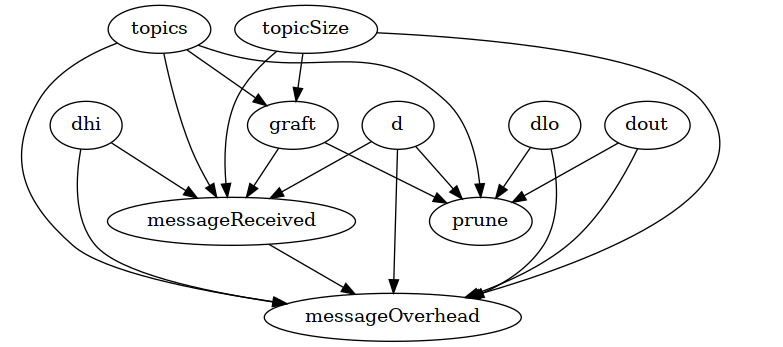 topics
topicSize
dhi
graft
d
dlo
dout
messageReceived
prune
messageOverhead